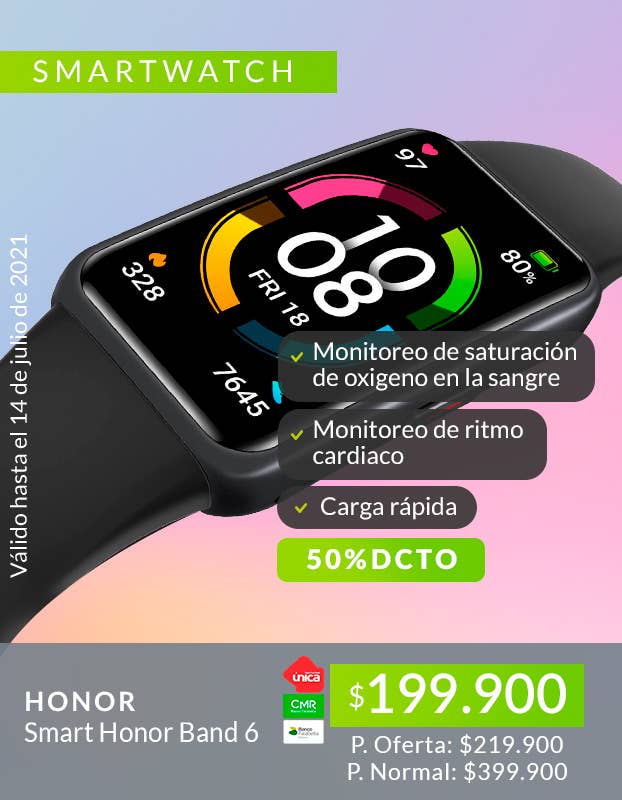 SMARTWATCH
97
80%
10
08
FRI 18
328
7645
Válido hasta el 14 de julio de 2021
Monitoreo de saturación
de oxigeno en la sangre
Monitoreo de ritmo
cardiaco
Carga rápida
50%DCTO
HONOR
Smart Honor Band 6
única
CMR
Banco
Falabella
$199.900
P. Oferta: $219.900
P. Normal: $399.900